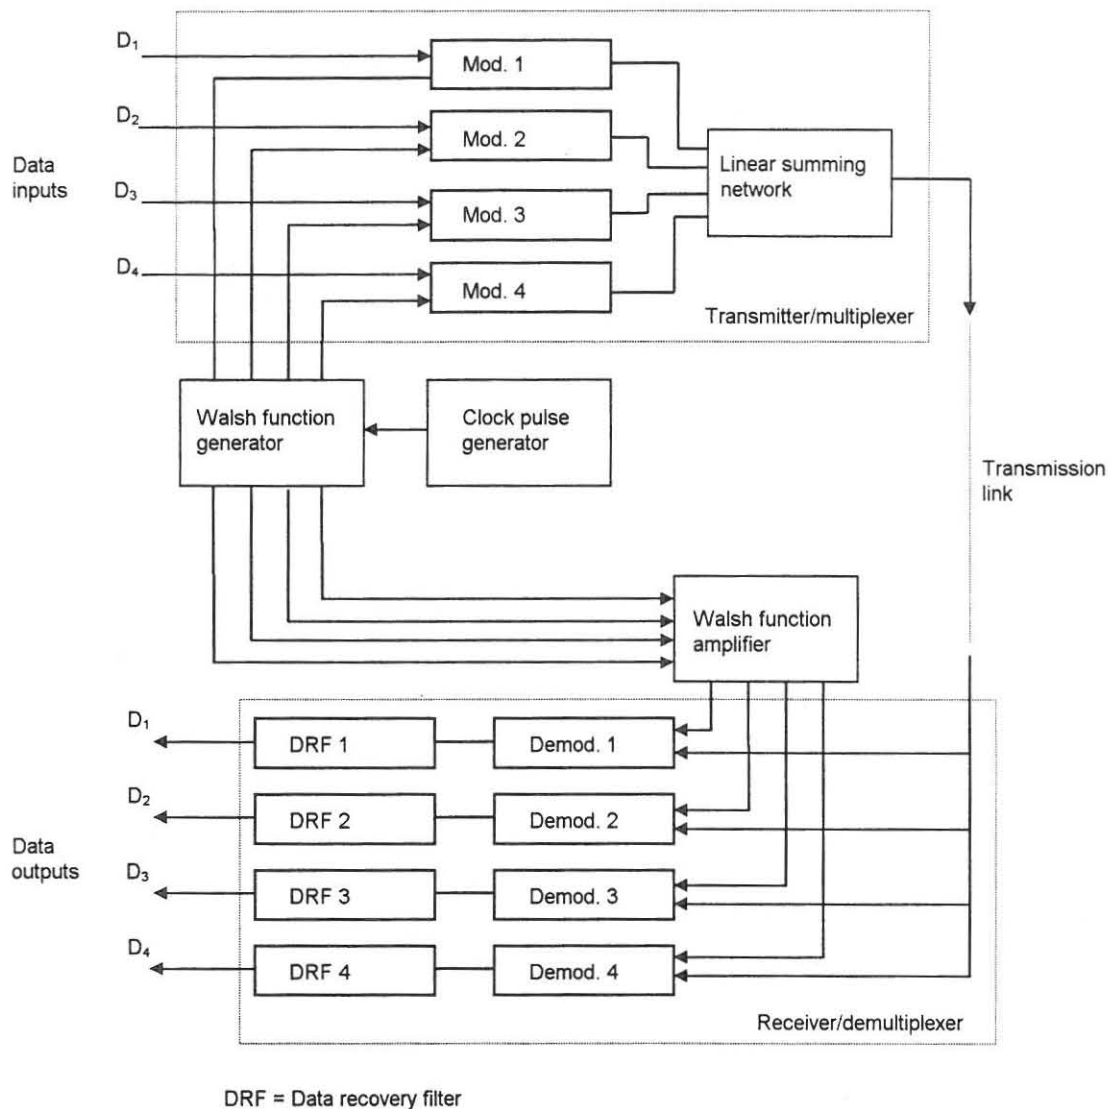 D₁
Mod. 1
D₂
Mod. 2
Data
inputs
Linear summing
network
D₃
Mod. 3
D₄
Mod. 4
Transmitter/multiplexer
Walsh function
generator
Clock pulse
generator
Transmission
link
Walsh function
amplifier
D₁
DRF 1
Demod. 1
D₂
DRF 2
Demod. 2
Data
outputs
D₃
DRF 3
Demod. 3
D₄
DRF 4
Demod. 4
Receiver/demultiplexer
DRF = Data recovery filter